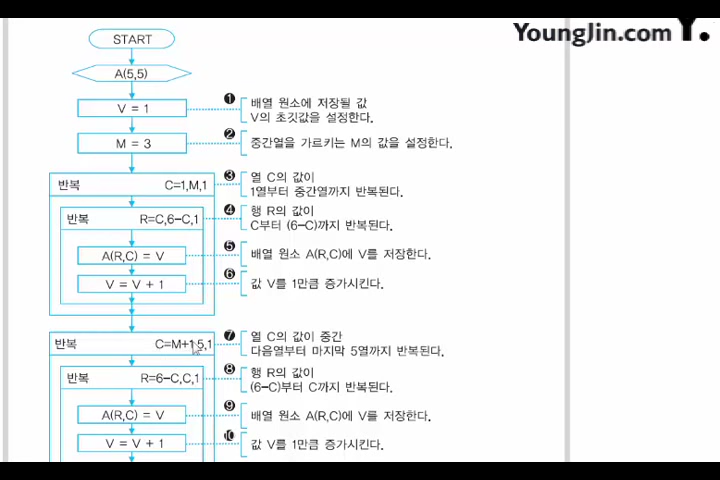 YoungJin.com Y.
START
A(5,5)
V = 1
❶ 배열 원소에 저장될 값
V의 초깃값을 설정한다.
M = 3
❷ 중간열을 가르키는 M의 값을 설정한다.
반복 C=1,M,1
❸ 열 C의 값이
1열부터 중간열까지 반복된다.
반복 R=C,6-C,1
❹ 행 R의 값이
C부터 (6-C)까지 반복된다.
A(R,C) = V
❺ 배열 원소 A(R,C)에 V를 저장한다.
V = V + 1
❻ 값 V를 1만큼 증가시킨다.
반복 C=M+1,5,1
❼ 열 C의 값이 중간
다음열부터 마지막 5열까지 반복된다.
반복 R=6-C,C,1
❽ 행 R의 값이
(6-C)부터 C까지 반복된다.
A(R,C) = V
❾ 배열 원소 A(R,C)에 V를 저장한다.
V = V + 1
❿ 값 V를 1만큼 증가시킨다.